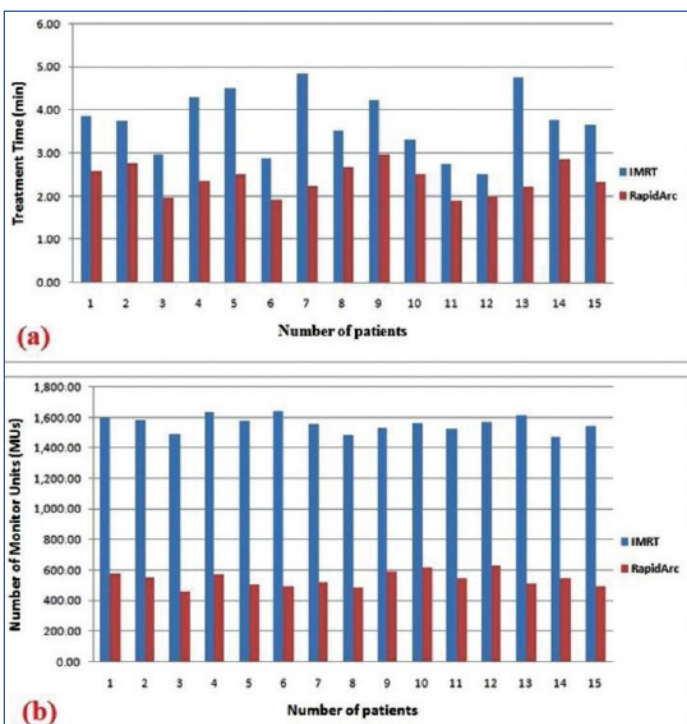 6.00
5.00
4.00
3.00
2.00
1.00
0.00
Treatment Time (min)
1 2 3 4 5 6 7 8 9 10 11 12 13 14 15
Number of patients
IMRT
RapidArc
(a)
1,800.00
1,600.00
1,400.00
1,200.00
1,000.00
800.00
600.00
400.00
200.00
0.00
Number of Monitor Units (MUs)
1 2 3 4 5 6 7 8 9 10 11 12 13 14 15
Number of patients
IMRT
RapidArc
(b)